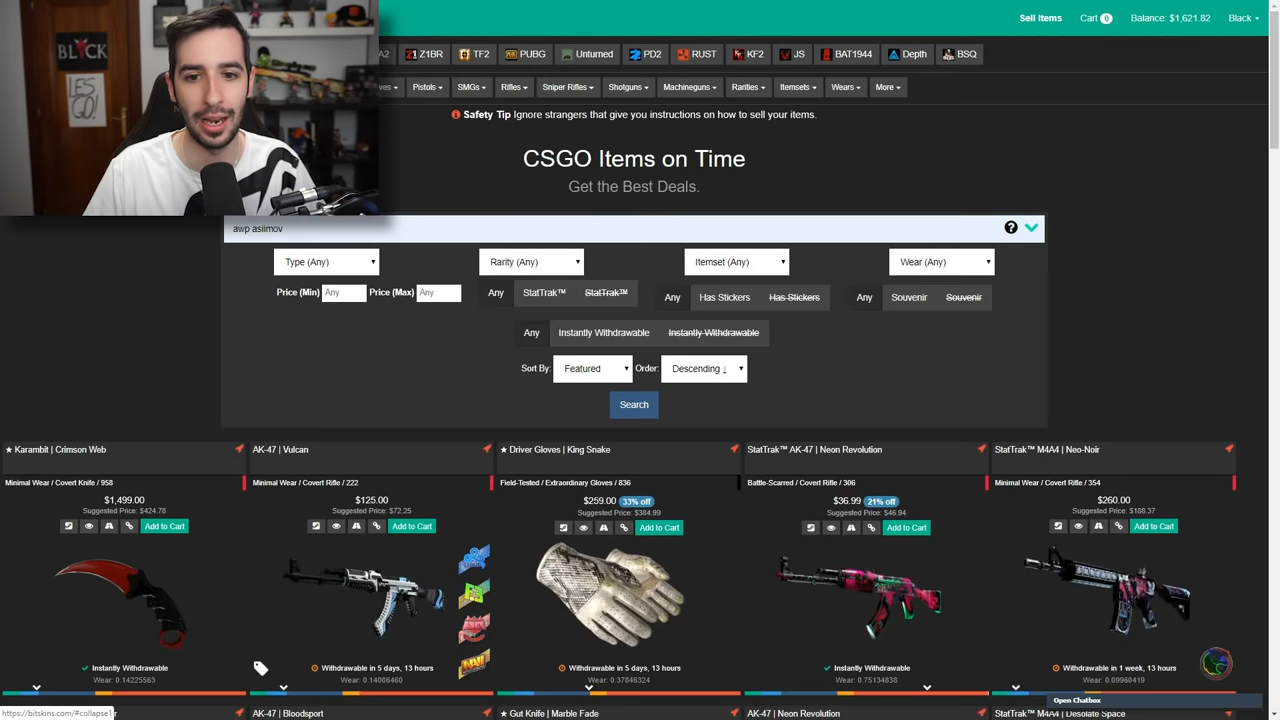 Sell Items Cart 0 Balance: $1,621.82 Black
BLVCK
LES GO!
A2 Z1BR TF2 PUBG Unturned PD2 RUST KF2 JS BAT1944 Depth BSQ
ves Pistols SMGs Rifles Sniper Rifles Shotguns Machineguns Rarities Itemsets Wears More
Safety Tip Ignore strangers that give you instructions on how to sell your items.
CSGO Items on Time
Get the Best Deals.
awp asiimov
Type (Any) Rarity (Any) Itemset (Any) Wear (Any)
Price (Min) Any Price (Max) Any Any StatTrak™ StatTrak™ Any Has Stickers Has Stickers Any Souvenir Souvenir
Any Instantly Withdrawable Instantly Withdrawable
Sort By: Featured Order: Descending ↓
Search
★ Karambit | Crimson Web AK-47 | Vulcan ★ Driver Gloves | King Snake StatTrak™ AK-47 | Neon Revolution StatTrak™ M4A4 | Neo-Noir
Minimal Wear / Covert Knife / 958 Minimal Wear / Covert Rifle / 222 Field-Tested / Extraordinary Gloves / 836 Battle-Scarred / Covert Rifle / 306 Minimal Wear / Covert Rifle / 354
$1,499.00 $125.00 $259.00 33% off $36.99 21% off $260.00
Suggested Price: $424.78 Suggested Price: $72.25 Suggested Price: $384.99 Suggested Price: $46.94 Suggested Price: $188.37
Add to Cart Add to Cart Add to Cart Add to Cart Add to Cart
Instantly Withdrawable Withdrawable in 5 days, 13 hours Withdrawable in 5 days, 13 hours Instantly Withdrawable Withdrawable in 1 week, 13 hours
Wear: 0.14225563 Wear: 0.14086460 Wear: 0.37846324 Wear: 0.75134838 Wear: 0.09960419
Open Chatbox
https://bitskins.com/#collapse1 r AK-47 | Bloodsport ★ Gut Knife | Marble Fade AK-47 | Neon Revolution StatTrak™ M4A4 | Desolate Space